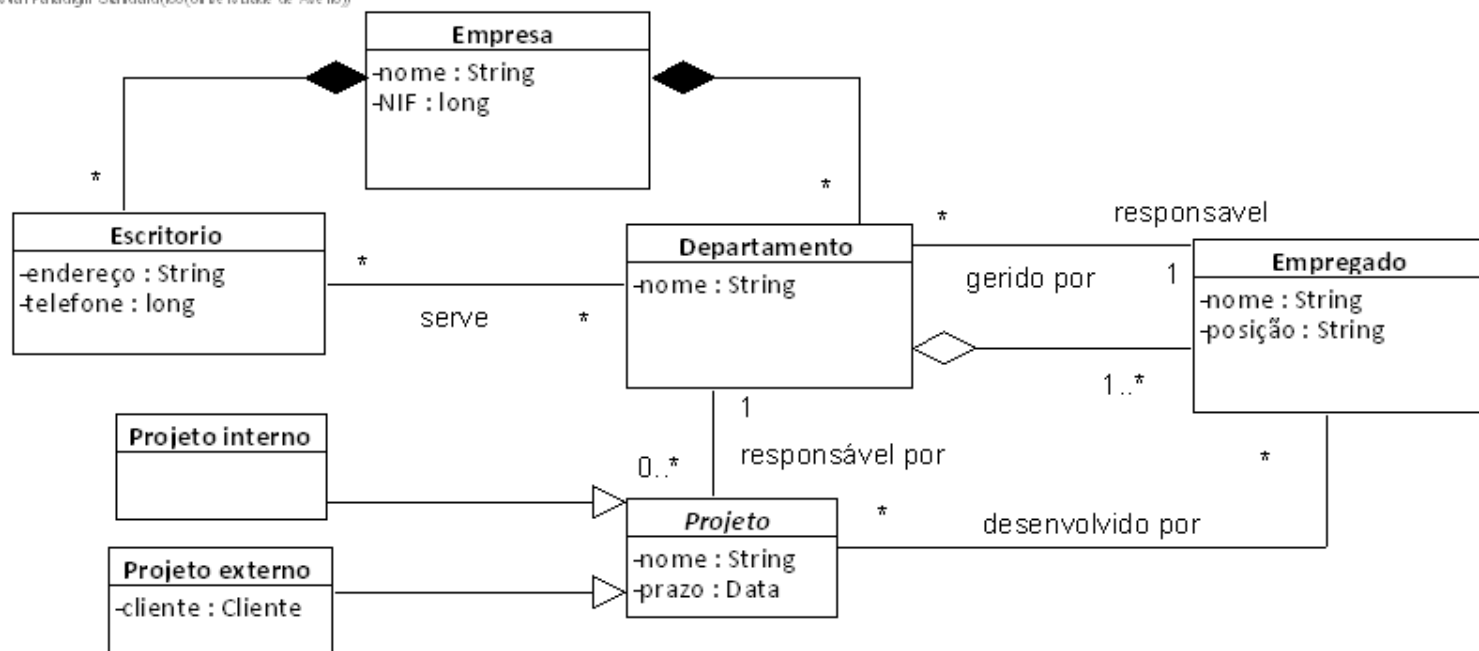 Empresa
-nome : String
-NIF : long
*
*
Escritorio
-endereço : String
-telefone : long
*
serve
*
Departamento
-nome : String
*
responsavel
gerido por
1
Empregado
-nome : String
-posição : String
1..*
1
responsável por
0..*
Projeto interno
Projeto
-nome : String
-prazo : Data
*
desenvolvido por
*
Projeto externo
-cliente : Cliente